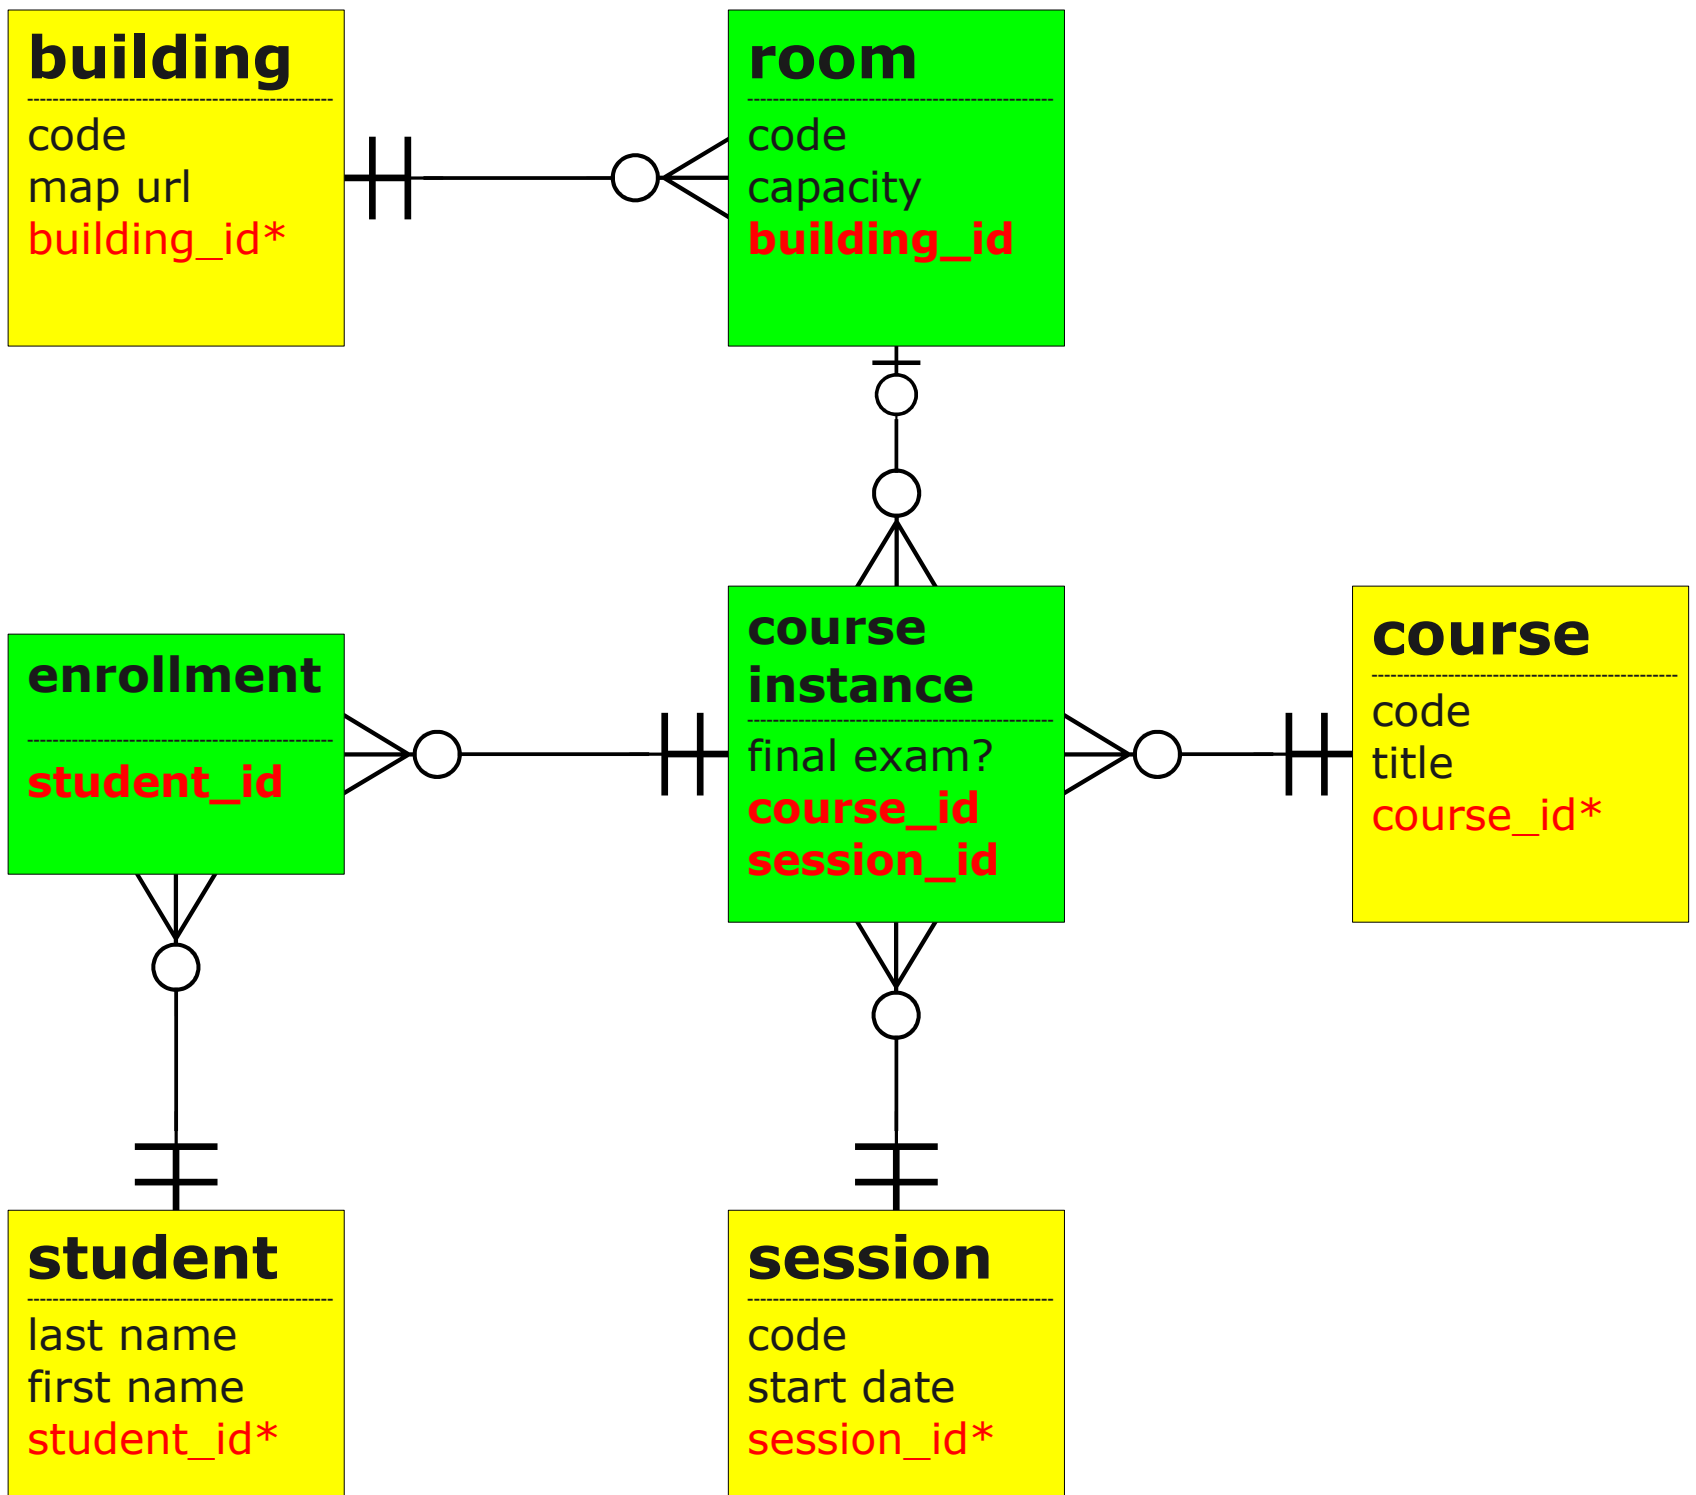 building
code
map url
building_id*
room
code
capacity
building_id
enrollment
student_id
course
instance
final exam?
course_id
session_id
course
code
title
course_id*
student
last name
first name
student_id*
session
code
start date
session_id*